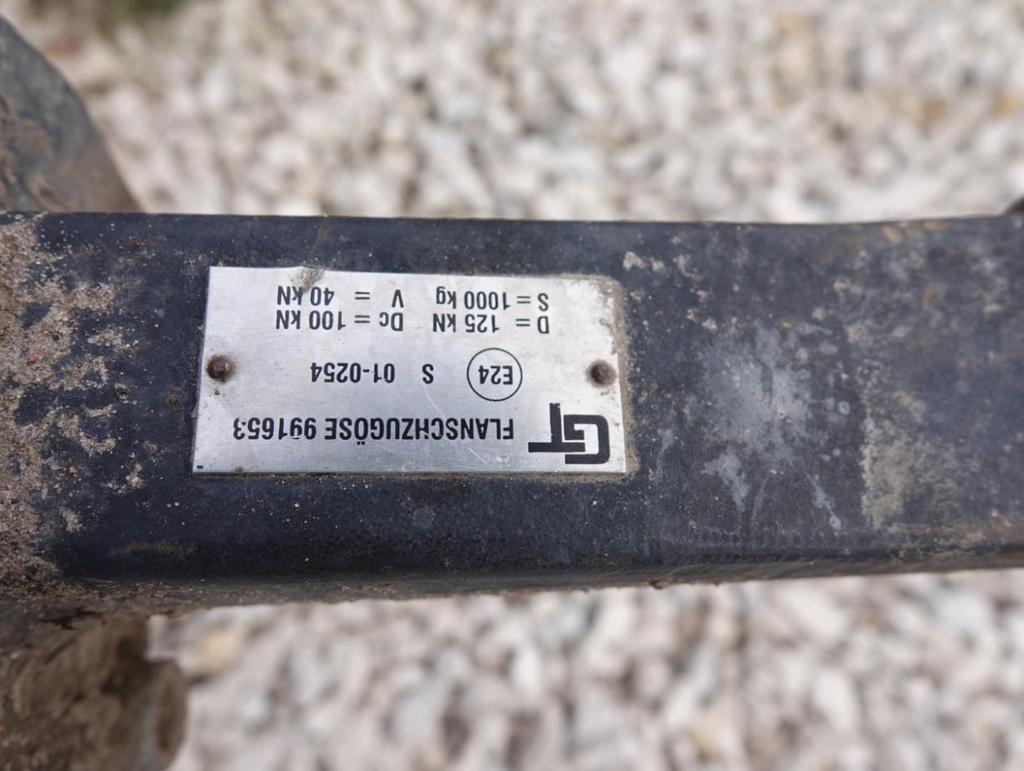 GT FLANSCHZUGÖSE 991653
E24 S 01-0254
D = 125 kN Dc = 100 kN
S = 1000 kg V = 40 kN